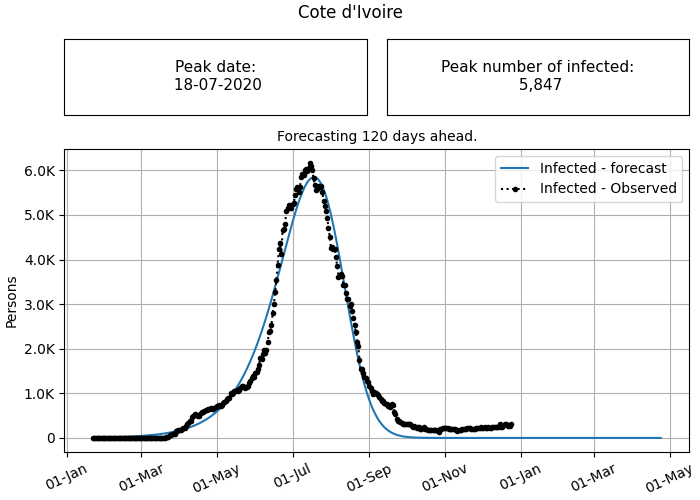 Cote d'Ivoire
Peak date:
18-07-2020
Peak number of infected:
5,847
Forecasting 120 days ahead.
Infected - forecast
Infected - Observed
Persons
6.0K
5.0K
4.0K
3.0K
2.0K
1.0K
0
01-Jan
01-Mar
01-May
01-Jul
01-Sep
01-Nov
01-Jan
01-Mar
01-May